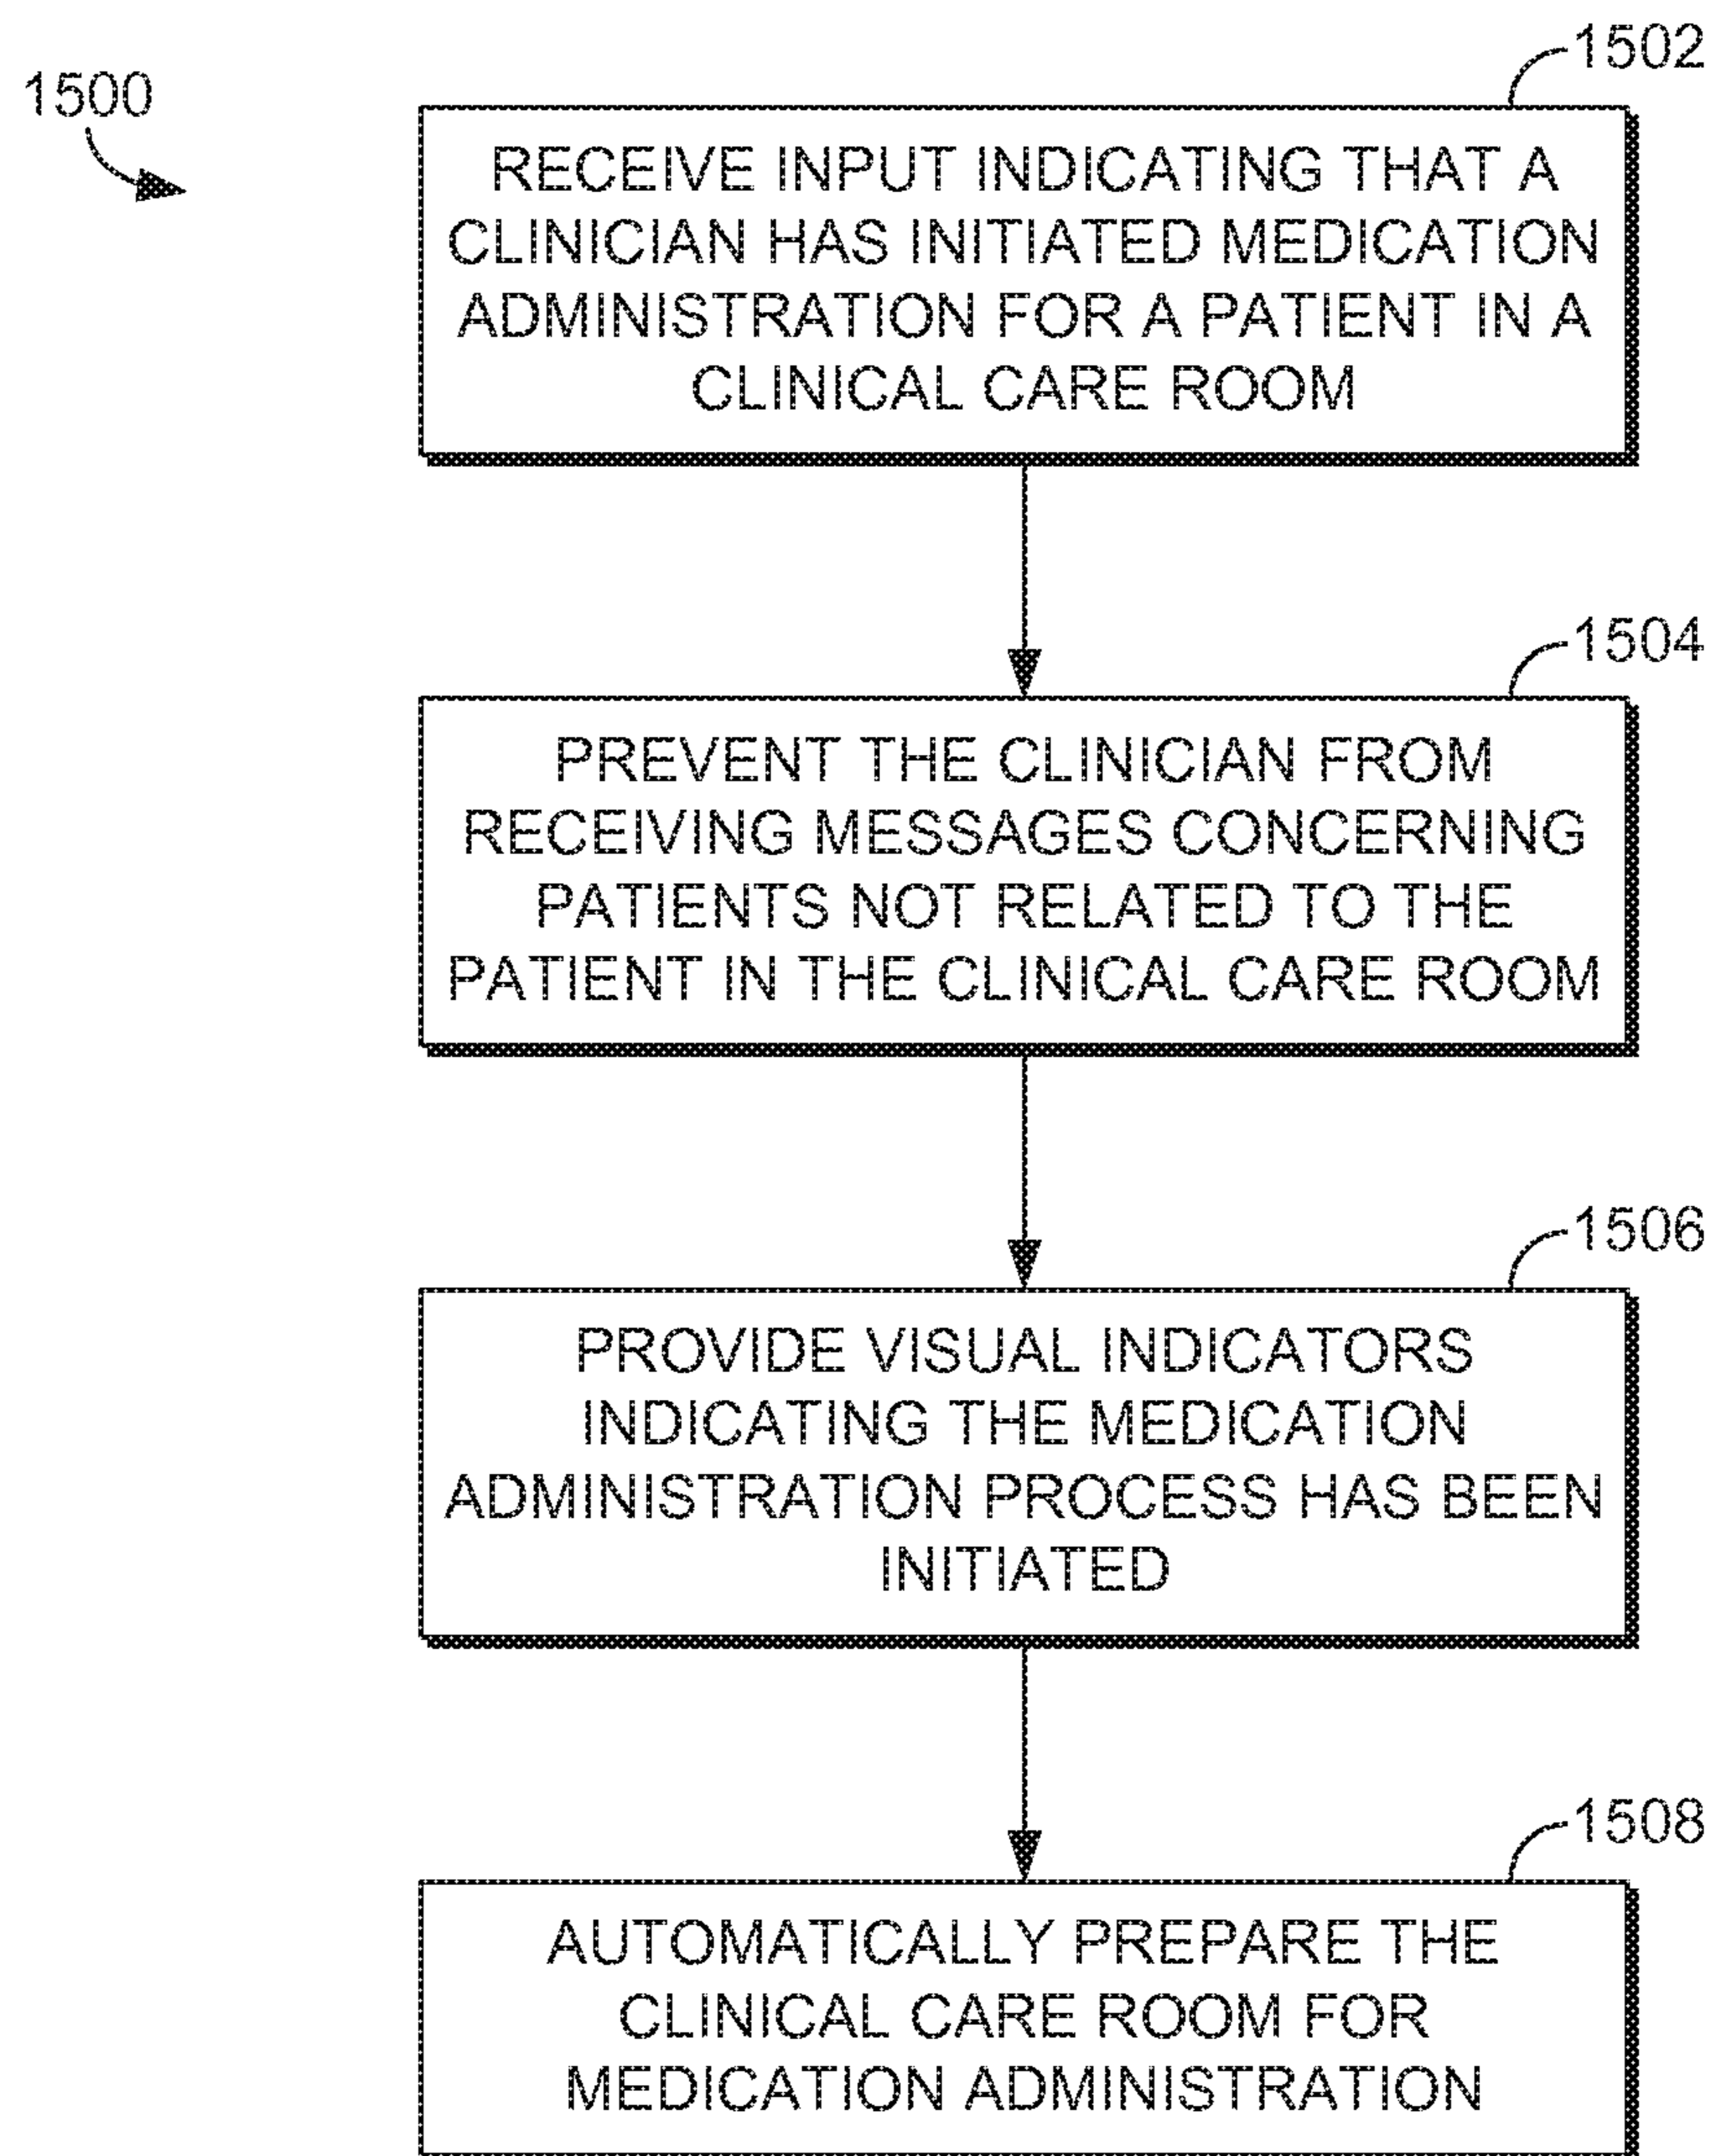 1500
1502
RECEIVE INPUT INDICATING THAT A
CLINICIAN HAS INITIATED MEDICATION
ADMINISTRATION FOR A PATIENT IN A
CLINICAL CARE ROOM
1504
PREVENT THE CLINICIAN FROM
RECEIVING MESSAGES CONCERNING
PATIENTS NOT RELATED TO THE
PATIENT IN THE CLINICAL CARE ROOM
1506
PROVIDE VISUAL INDICATORS
INDICATING THE MEDICATION
ADMINISTRATION PROCESS HAS BEEN
INITIATED
1508
AUTOMATICALLY PREPARE THE
CLINICAL CARE ROOM FOR
MEDICATION ADMINISTRATION